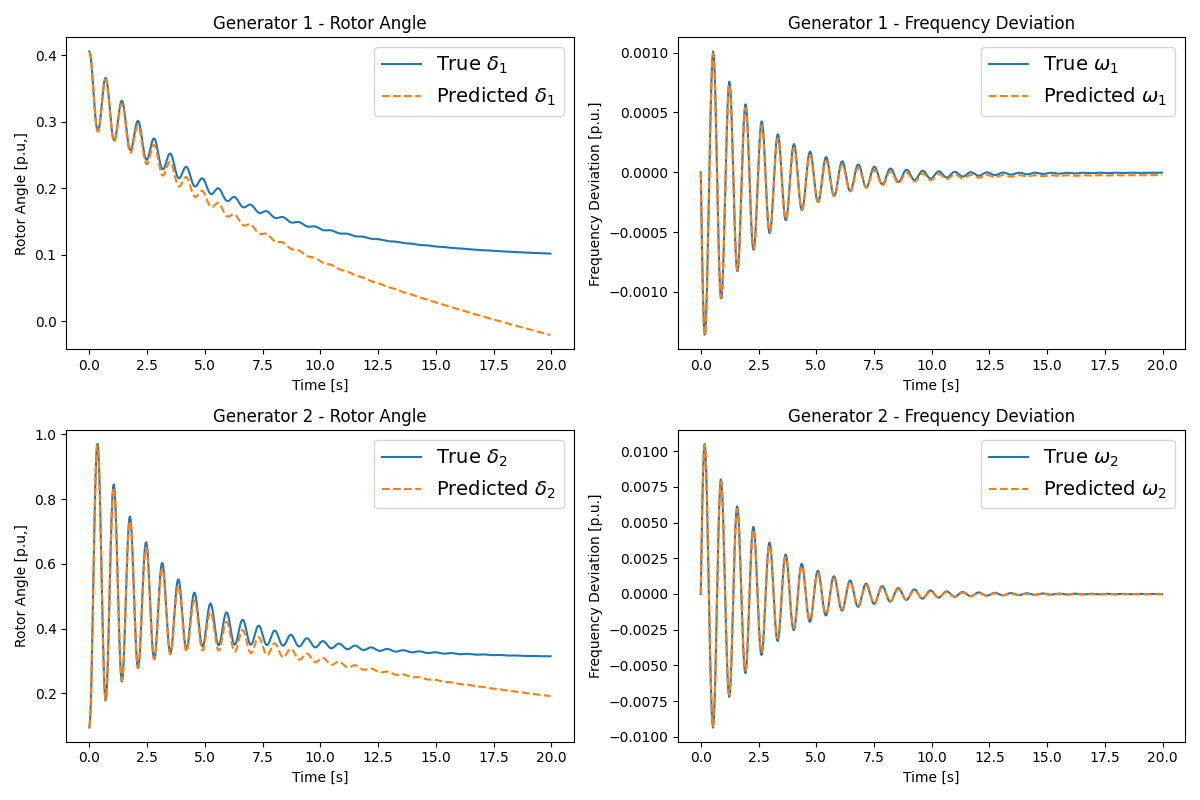 Generator 1 - Rotor Angle
True δ₁
Predicted δ₁
Rotor Angle [p.u,]
0.4
0.3
0.2
0.1
0.0
0.0 2.5 5.0 7.5 10.0 12.5 15.0 17.5 20.0
Time [s]
Generator 1 - Frequency Deviation
True ω₁
Predicted ω₁
Frequency Deviation [p.u.]
0.0010
0.0005
0.0000
−0.0005
−0.0010
0.0 2.5 5.0 7.5 10.0 12.5 15.0 17.5 20.0
Time [s]
Generator 2 - Rotor Angle
True δ₂
Predicted δ₂
Rotor Angle [p.u,]
1.0
0.8
0.6
0.4
0.2
0.0 2.5 5.0 7.5 10.0 12.5 15.0 17.5 20.0
Time [s]
Generator 2 - Frequency Deviation
True ω₂
Predicted ω₂
Frequency Deviation [p.u.]
0.0100
0.0075
0.0050
0.0025
0.0000
−0.0025
−0.0050
−0.0075
−0.0100
0.0 2.5 5.0 7.5 10.0 12.5 15.0 17.5 20.0
Time [s]